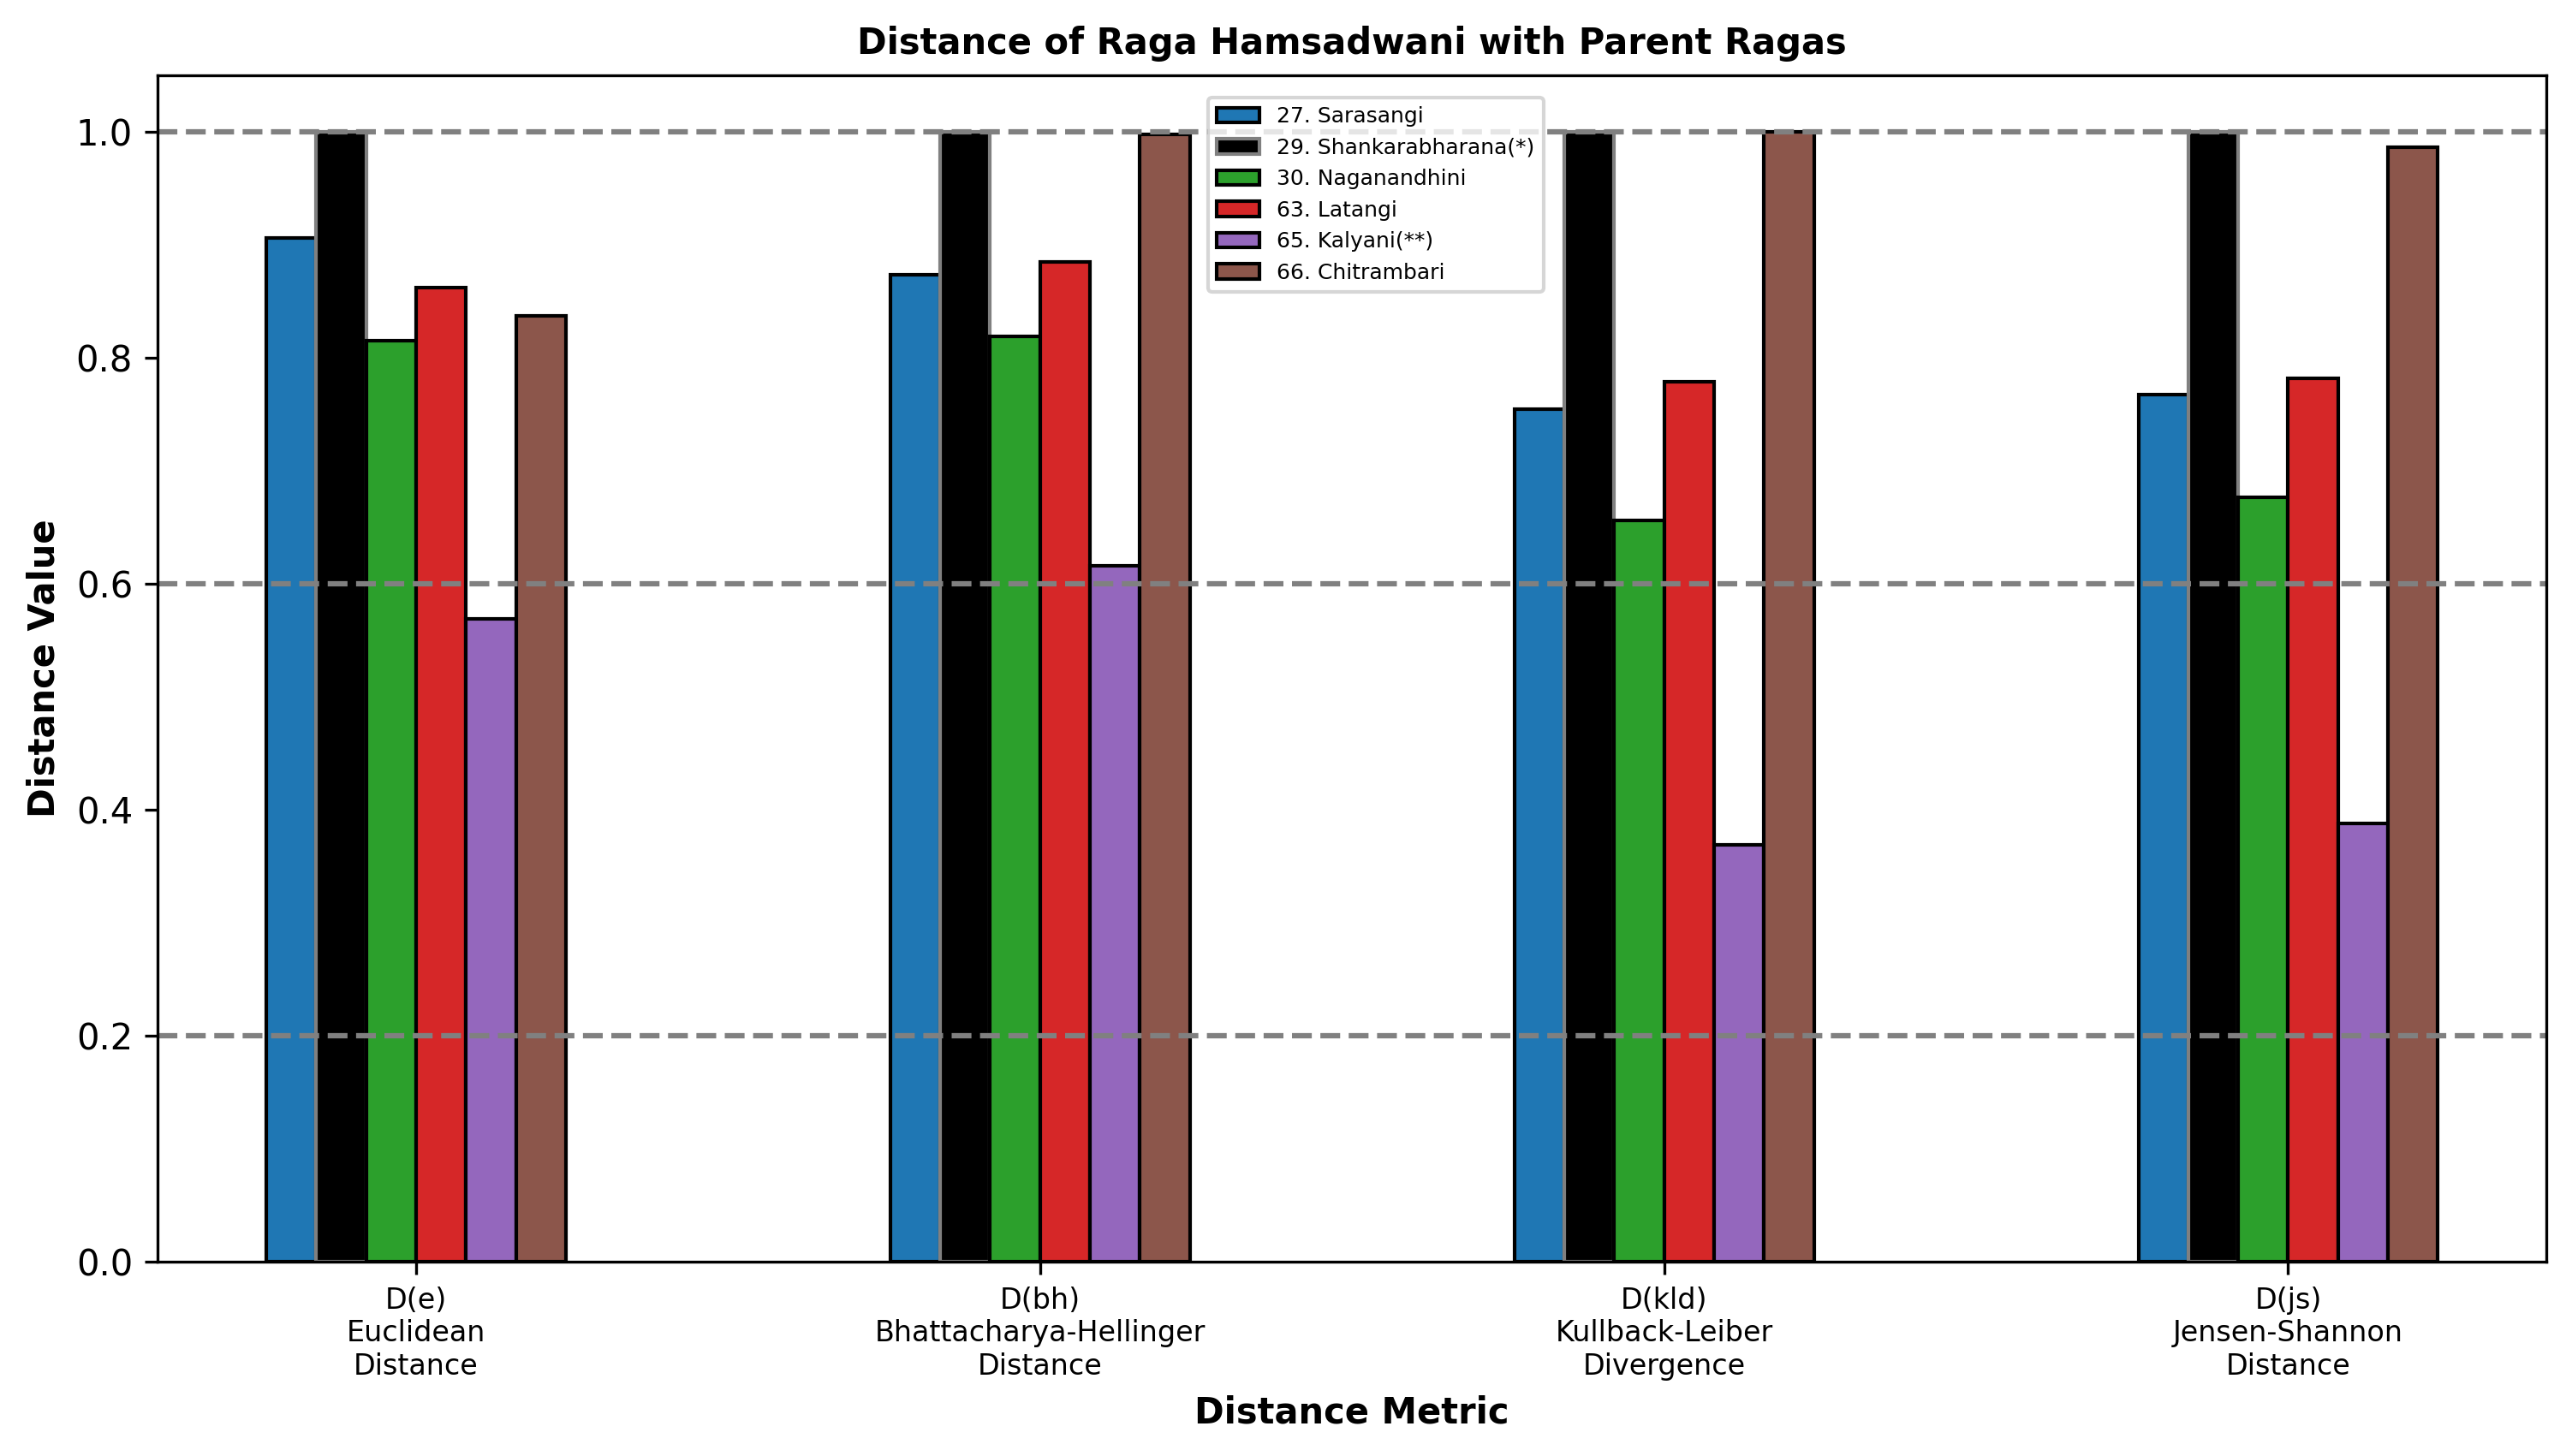 Distance of Raga Hamsadwani with Parent Ragas
27. Sarasangi
29. Shankarabharana(*)
30. Naganandhini
63. Latangi
65. Kalyani(**)
66. Chitrambari
Distance Value
1.0
0.8
0.6
0.4
0.2
0.0
D(e)
Euclidean
Distance
D(bh)
Bhattacharya-Hellinger
Distance
D(kld)
Kullback-Leiber
Divergence
D(js)
Jensen-Shannon
Distance
Distance Metric